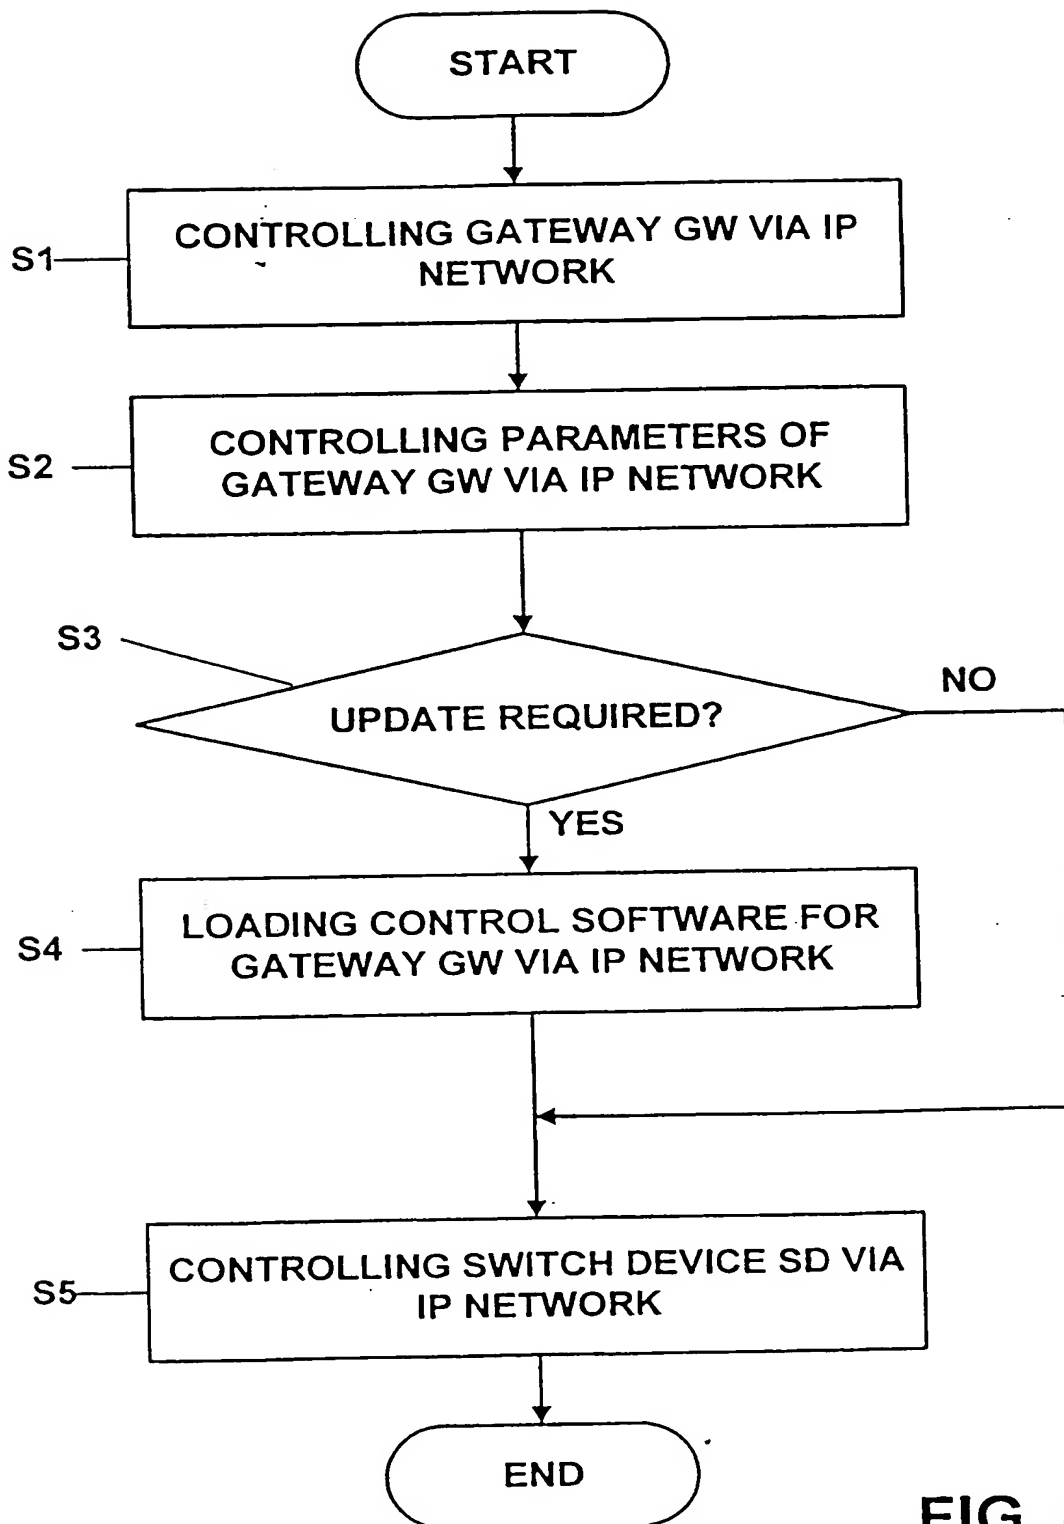 START
S1
CONTROLLING GATEWAY GW VIA IP
NETWORK
S2
CONTROLLING PARAMETERS OF
GATEWAY GW VIA IP NETWORK
S3
UPDATE REQUIRED?
NO
YES
S4
LOADING CONTROL SOFTWARE FOR
GATEWAY GW VIA IP NETWORK
S5
CONTROLLING SWITCH DEVICE SD VIA
IP NETWORK
END
FIG